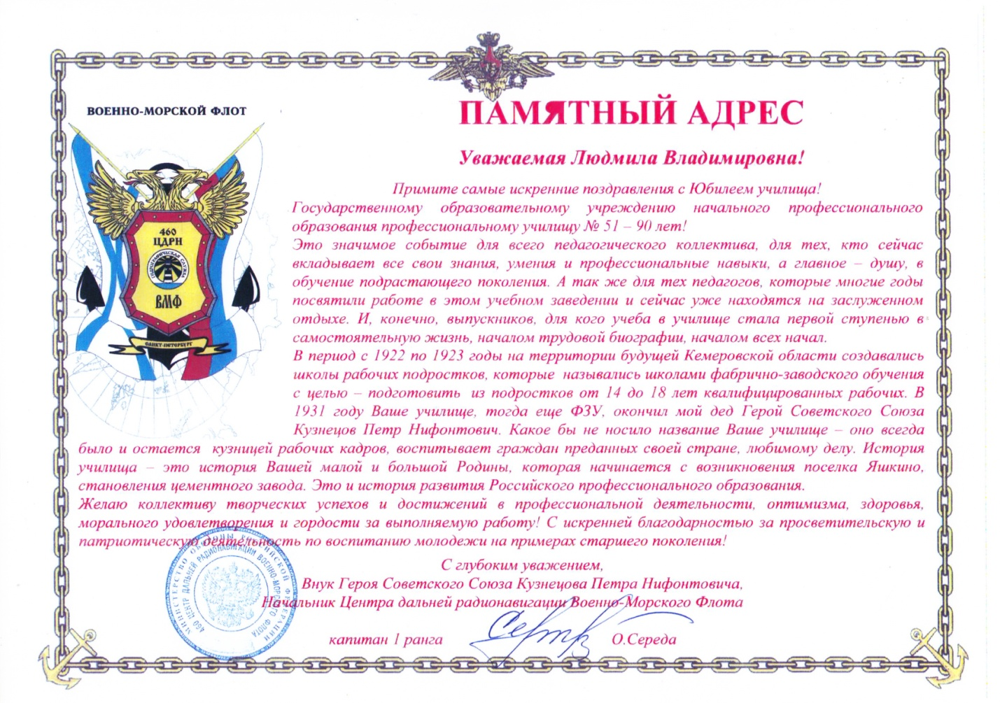 ВОЕННО-МОРСКОЙ ФЛОТ
460
ЦДРН
ГИДРОГРАФИЧЕСКАЯ СЛУЖБА
ВМФ
САНКТ-ПЕТЕРБУРГ
ПАМЯТНЫЙ АДРЕС
Уважаемая Людмила Владимировна!
Примите самые искренние поздравления с Юбилеем училища!
Государственному образовательному учреждению начального профессионального
образования профессиональному училищу № 51 – 90 лет!
Это значимое событие для всего педагогического коллектива, для тех, кто сейчас
вкладывает все свои знания, умения и профессиональные навыки, а главное – душу, в
обучение подрастающего поколения. А так же для тех педагогов, которые многие годы
посвятили работе в этом учебном заведении и сейчас уже находятся на заслуженном
отдыхе. И, конечно, выпускников, для кого учеба в училище стала первой ступенью в
самостоятельную жизнь, началом трудовой биографии, началом всех начал.
В период с 1922 по 1923 годы на территории будущей Кемеровской области создавались
школы рабочих подростков, которые назывались школами фабрично-заводского обучения
с целью – подготовить из подростков от 14 до 18 лет квалифицированных рабочих. В
1931 году Ваше училище, тогда еще ФЗУ, окончил мой дед Герой Советского Союза
Кузнецов Петр Нифонтович. Какое бы не носило название Ваше училище – оно всегда
было и остается кузницей рабочих кадров, воспитывает граждан преданных своей стране, любимому делу. История
училища – это история Вашей малой и большой Родины, которая начинается с возникновения поселка Яшкино,
становления цементного завода. Это и история развития Российского профессионального образования.
Желаю коллективу творческих успехов и достижений в профессиональной деятельности, оптимизма, здоровья,
морального удовлетворения и гордости за выполняемую работу! С искренней благодарностью за просветительскую и
патриотическую деятельность по воспитанию молодежи на примерах старшего поколения!
С глубоким уважением,
Внук Героя Советского Союза Кузнецова Петра Нифонтовича,
Начальник Центра дальней радионавигации Военно-Морского Флота
капитан 1 ранга О.Середа
МИНИСТЕРСТВО ОБОРОНЫ РОССИЙСКОЙ ФЕДЕРАЦИИ
460 ЦЕНТР ДАЛЬНЕЙ РАДИОНАВИГАЦИИ ВОЕННО-МОРСКОГО ФЛОТА